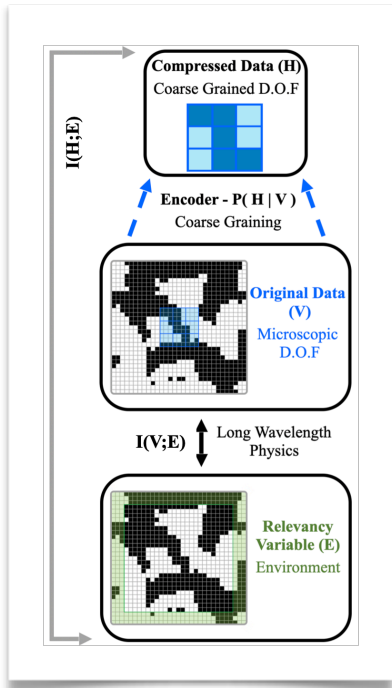 Compressed Data (H)
Coarse Grained D.O.F
I(H;E)
Encoder - P( H | V )
Coarse Graining
Original Data
(V)
Microscopic
D.O.F
I(V;E)
Long Wavelength
Physics
Relevancy
Variable (E)
Environment